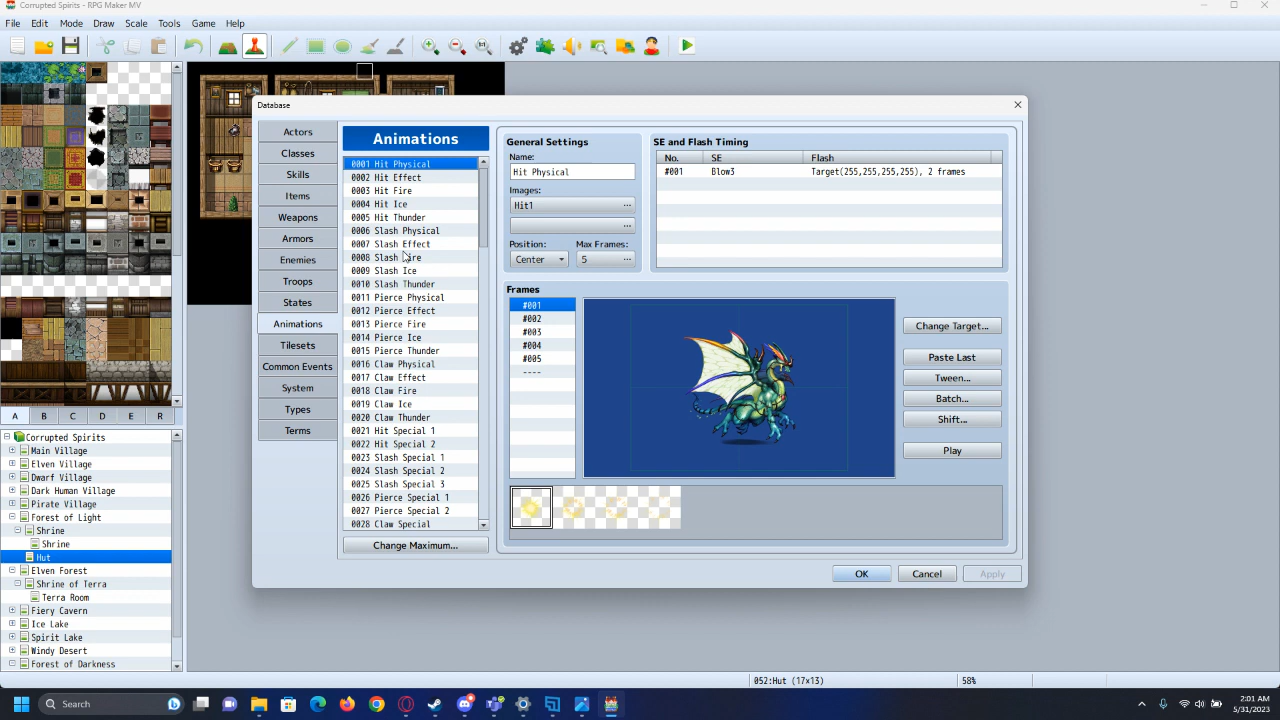 Corrupted Spirits - RPG Maker MV
File Edit Mode Draw Scale Tools Game Help
A B C D E R
Corrupted Spirits
Main Village
Elven Village
Dwarf Village
Dark Human Village
Pirate Village
Forest of Light
Shrine
Shrine
Hut
Elven Forest
Shrine of Terra
Terra Room
Fiery Cavern
Ice Lake
Spirit Lake
Windy Desert
Forest of Darkness
Database
Actors
Classes
Skills
Items
Weapons
Armors
Enemies
Troops
States
Animations
Tilesets
Common Events
System
Types
Terms
Animations
0001 Hit Physical
0002 Hit Effect
0003 Hit Fire
0004 Hit Ice
0005 Hit Thunder
0006 Slash Physical
0007 Slash Effect
0008 Slash Fire
0009 Slash Ice
0010 Slash Thunder
0011 Pierce Physical
0012 Pierce Effect
0013 Pierce Fire
0014 Pierce Ice
0015 Pierce Thunder
0016 Claw Physical
0017 Claw Effect
0018 Claw Fire
0019 Claw Ice
0020 Claw Thunder
0021 Hit Special 1
0022 Hit Special 2
0023 Slash Special 1
0024 Slash Special 2
0025 Slash Special 3
0026 Pierce Special 1
0027 Pierce Special 2
0028 Claw Special
Change Maximum...
General Settings
Name:
Hit Physical
Images:
Hit1 ...
...
Position: Max Frames:
Center 5 ...
SE and Flash Timing
No. SE Flash
#001 Blow3 Target(255,255,255,255), 2 frames
Frames
#001
#002
#003
#004
#005
----
Change Target...
Paste Last
Tween...
Batch...
Shift...
Play
OK Cancel Apply
052:Hut (17×13) 58%
Search
2:01 AM
5/31/2023